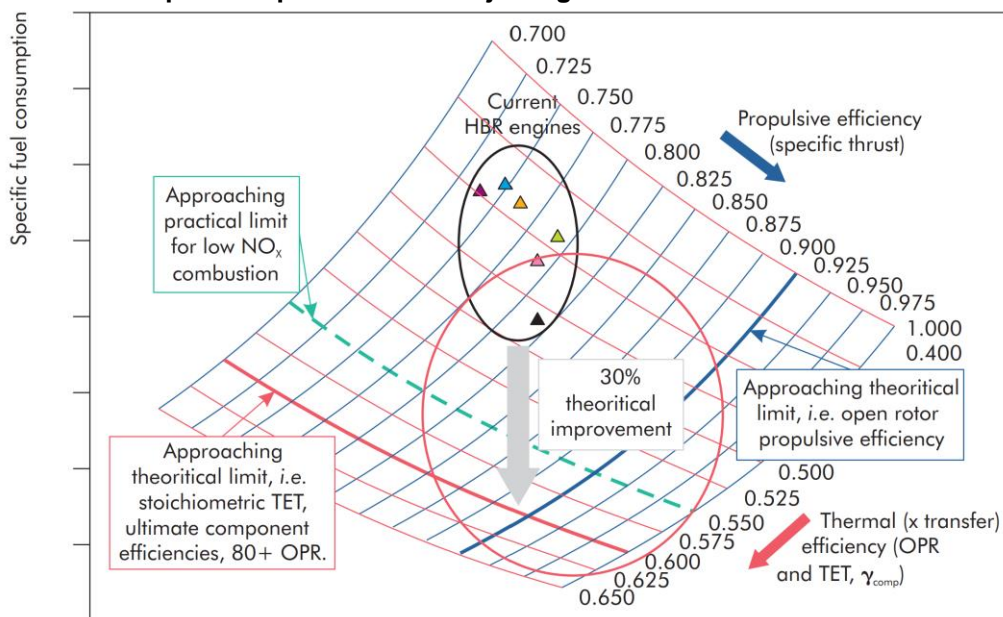 Specific fuel consumption
0.700
0.725
0.750
0.775
0.800
0.825
0.850
0.875
0.900
0.925
0.950
0.975
1.000
0.400
0.500
0.525
0.550
0.575
0.600
0.625
0.650
Current
HBR engines
Propulsive efficiency
(specific thrust)
Approaching
practical limit
for low NOx
combustion
30%
theoritical
improvement
Approaching theoritical
limit, i.e. open rotor
propulsive efficiency
Approaching
theoritical limit, i.e.
stoichiometric TET,
ultimate component
efficiencies, 80+ OPR.
Thermal (x transfer)
efficiency (OPR
and TET, γcomp)